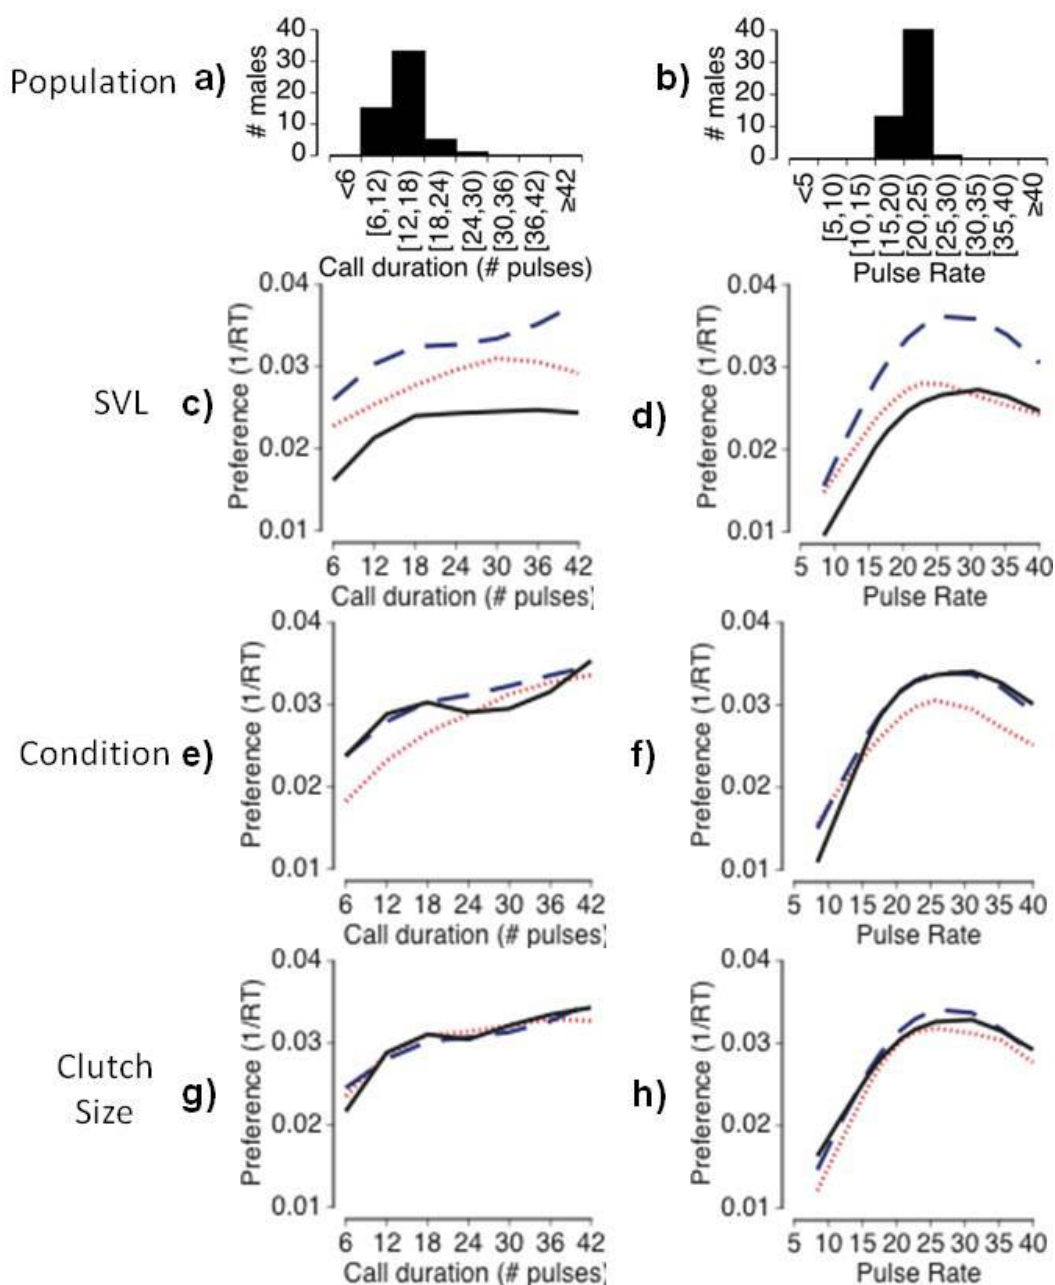 Population a)
# males
40
30
20
10
0
<6
[6,12)
[12,18)
[18,24)
[24,30)
[30,36)
[36,42)
≥42
Call duration (# pulses)
b)
# males
40
30
20
10
0
<5
[5,10)
[10,15)
[15,20)
[20,25)
[25,30)
[30,35)
[35,40)
≥40
Pulse Rate
SVL c)
Preference (1/RT)
0.04
0.03
0.02
0.01
6 12 18 24 30 36 42
Call duration (# pulses)
d)
Preference (1/RT)
0.04
0.03
0.02
0.01
5 10 15 20 25 30 35 40
Pulse Rate
Condition e)
Preference (1/RT)
0.04
0.03
0.02
0.01
6 12 18 24 30 36 42
Call duration (# pulses)
f)
Preference (1/RT)
0.04
0.03
0.02
0.01
5 10 15 20 25 30 35 40
Pulse Rate
Clutch
Size
g)
Preference (1/RT)
0.04
0.03
0.02
0.01
6 12 18 24 30 36 42
Call duration (# pulses)
h)
Preference (1/RT)
0.04
0.03
0.02
0.01
5 10 15 20 25 30 35 40
Pulse Rate